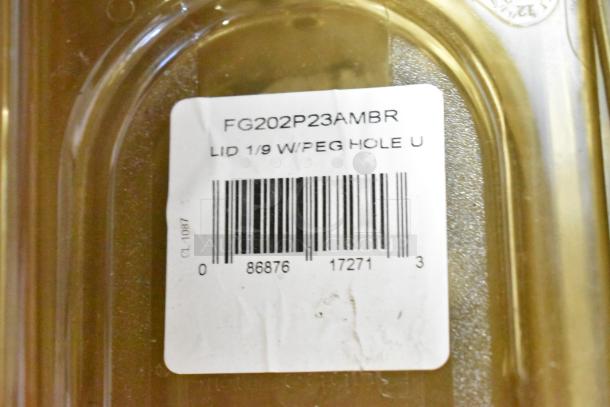 FG202P23AMBR
LID 1/9 W/PEG HOLE U
CL-1087
0 86876 17271 3